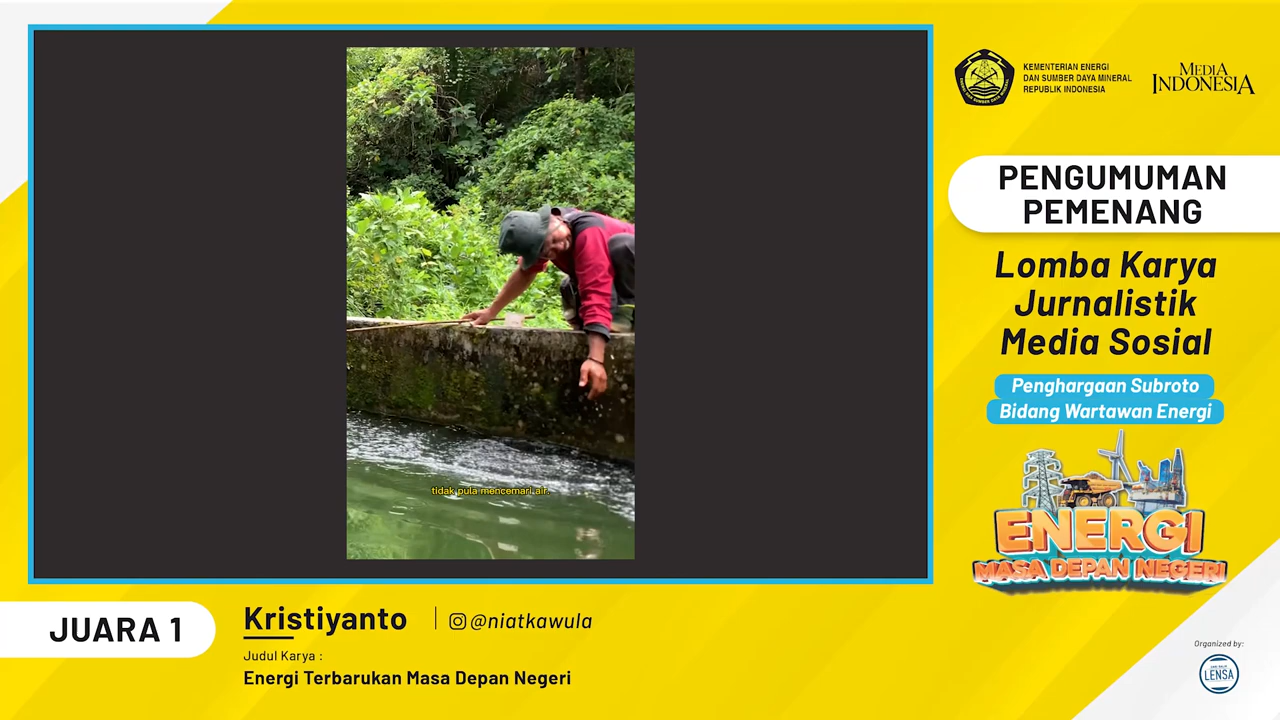 KEMENTERIAN ENERGI
DAN SUMBER DAYA MINERAL
REPUBLIK INDONESIA
MEDIA
INDONESIA
PENGUMUMAN
PEMENANG
Lomba Karya
Jurnalistik
Media Sosial
Penghargaan Subroto
Bidang Wartawan Energi
ENERGI
MASA DEPAN NEGERI
tidak pula mencemari air.
JUARA 1
Kristiyanto
@niatkawula
Judul Karya :
Energi Terbarukan Masa Depan Negeri
Organized by:
LENSA